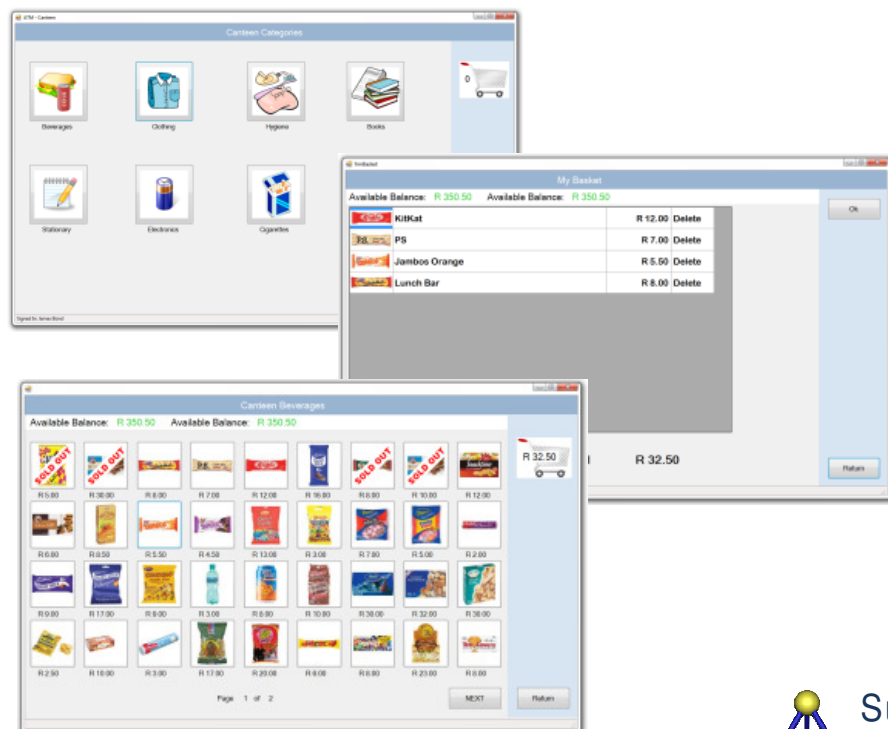 ATM - Canteen
Canteen Categories
0
Beverages
Clothing
Hygiene
Books
Stationary
Electronics
Cigarettes
Signed In: James Bond
frmBasket
My Basket
Available Balance: R 350.50 Available Balance: R 350.50
Ok
KitKat R 12.00 Delete
PS R 7.00 Delete
Jambos Orange R 5.50 Delete
Lunch Bar R 8.00 Delete
R 32.50
Return
Canteen Beverages
Available Balance: R 350.50 Available Balance: R 350.50
R 32.50
SOLD OUT SOLD OUT P.S. SOLD OUT SOLD OUT
R 5.00 R 30.00 R 8.00 R 7.00 R 12.00 R 16.00 R 8.00 R 10.00 R 12.00
R 6.00 R 8.50 R 5.50 R 4.50 R 13.00 R 3.00 R 7.00 R 5.00 R 2.00
R 9.00 R 17.00 R 8.00 R 3.00 R 8.00 R 10.00 R 30.00 R 32.00 R 30.00
R 2.50 R 10.00 R 3.00 R 17.00 R 20.00 R 6.00 R 8.00 R 23.00 R 8.00
Page 1 of 2
NEXT
Return